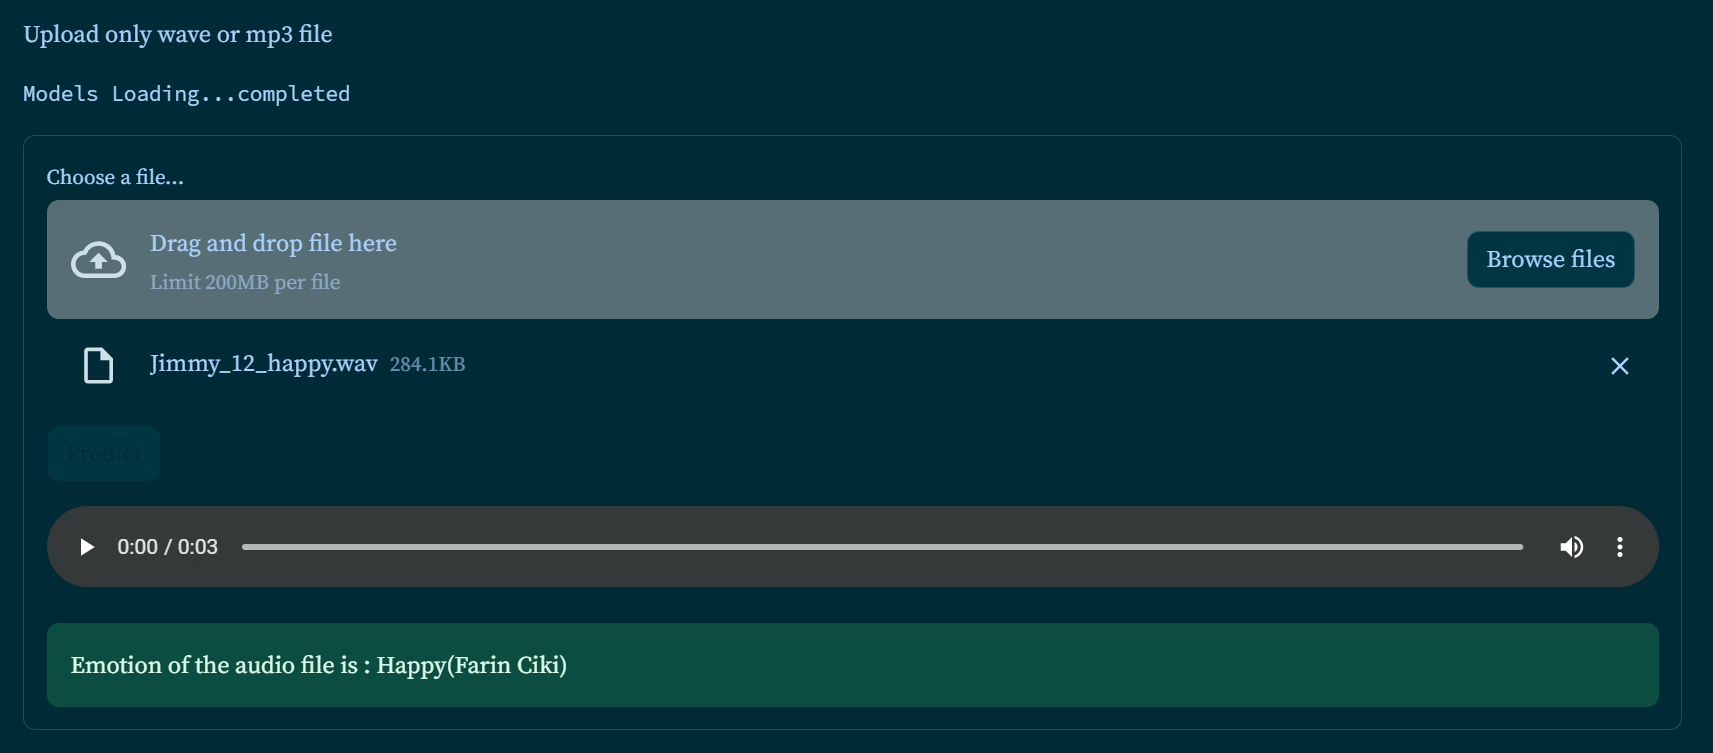 Upload only wave or mp3 file
Models Loading...completed
Choose a file...
Drag and drop file here
Limit 200MB per file
Browse files
Jimmy_12_happy.wav 284.1KB
Predict
0:00 / 0:03
Emotion of the audio file is : Happy(Farin Ciki)